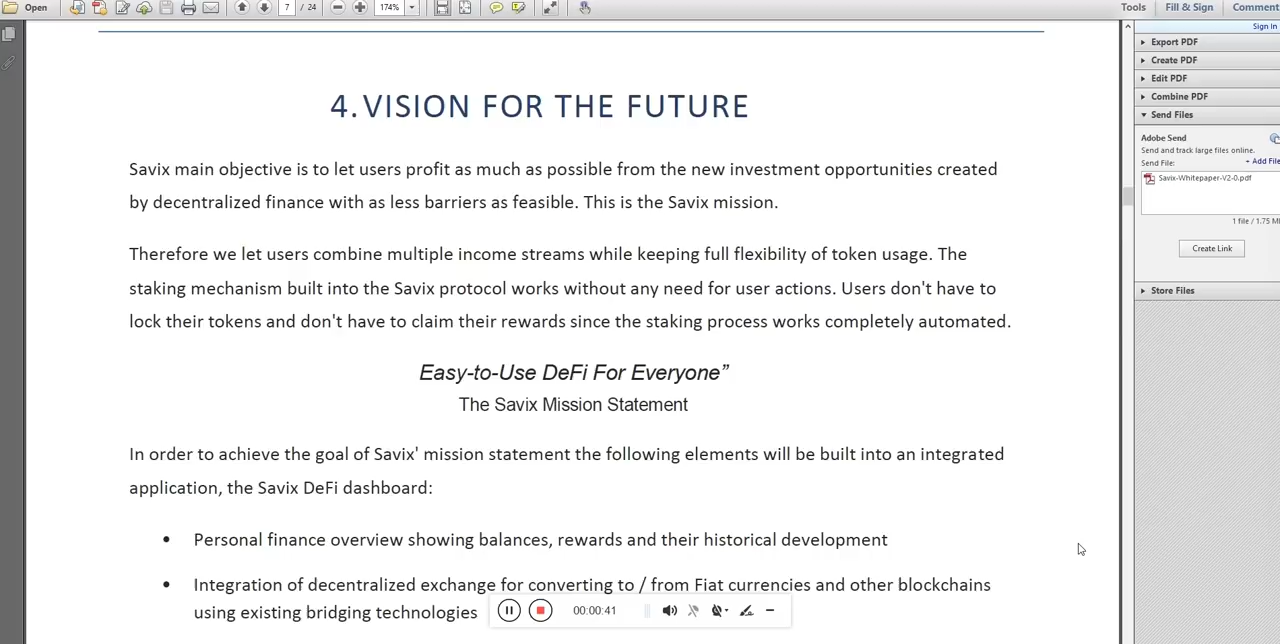 Open
7 / 24
174%
Tools
Fill & Sign
Comment
Sign In
Export PDF
Create PDF
Edit PDF
Combine PDF
Send Files
Adobe Send
Send and track large files online.
Send File:
+ Add File
Savix-Whitepaper-V2-0.pdf
1 file / 1.75 M
Create Link
Store Files
4. VISION FOR THE FUTURE
Savix main objective is to let users profit as much as possible from the new investment opportunities created
by decentralized finance with as less barriers as feasible. This is the Savix mission.
Therefore we let users combine multiple income streams while keeping full flexibility of token usage. The
staking mechanism built into the Savix protocol works without any need for user actions. Users don't have to
lock their tokens and don't have to claim their rewards since the staking process works completely automated.
Easy-to-Use DeFi For Everyone”
The Savix Mission Statement
In order to achieve the goal of Savix' mission statement the following elements will be built into an integrated
application, the Savix DeFi dashboard:
• Personal finance overview showing balances, rewards and their historical development
• Integration of decentralized exchange for converting to / from Fiat currencies and other blockchains
using existing bridging technologies
00:00:41